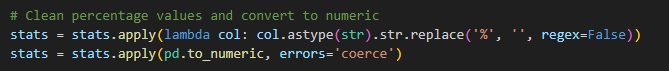 # Clean percentage values and convert to numeric
stats = stats.apply(lambda col: col.astype(str).str.replace('%', '', regex=False))
stats = stats.apply(pd.to_numeric, errors='coerce')